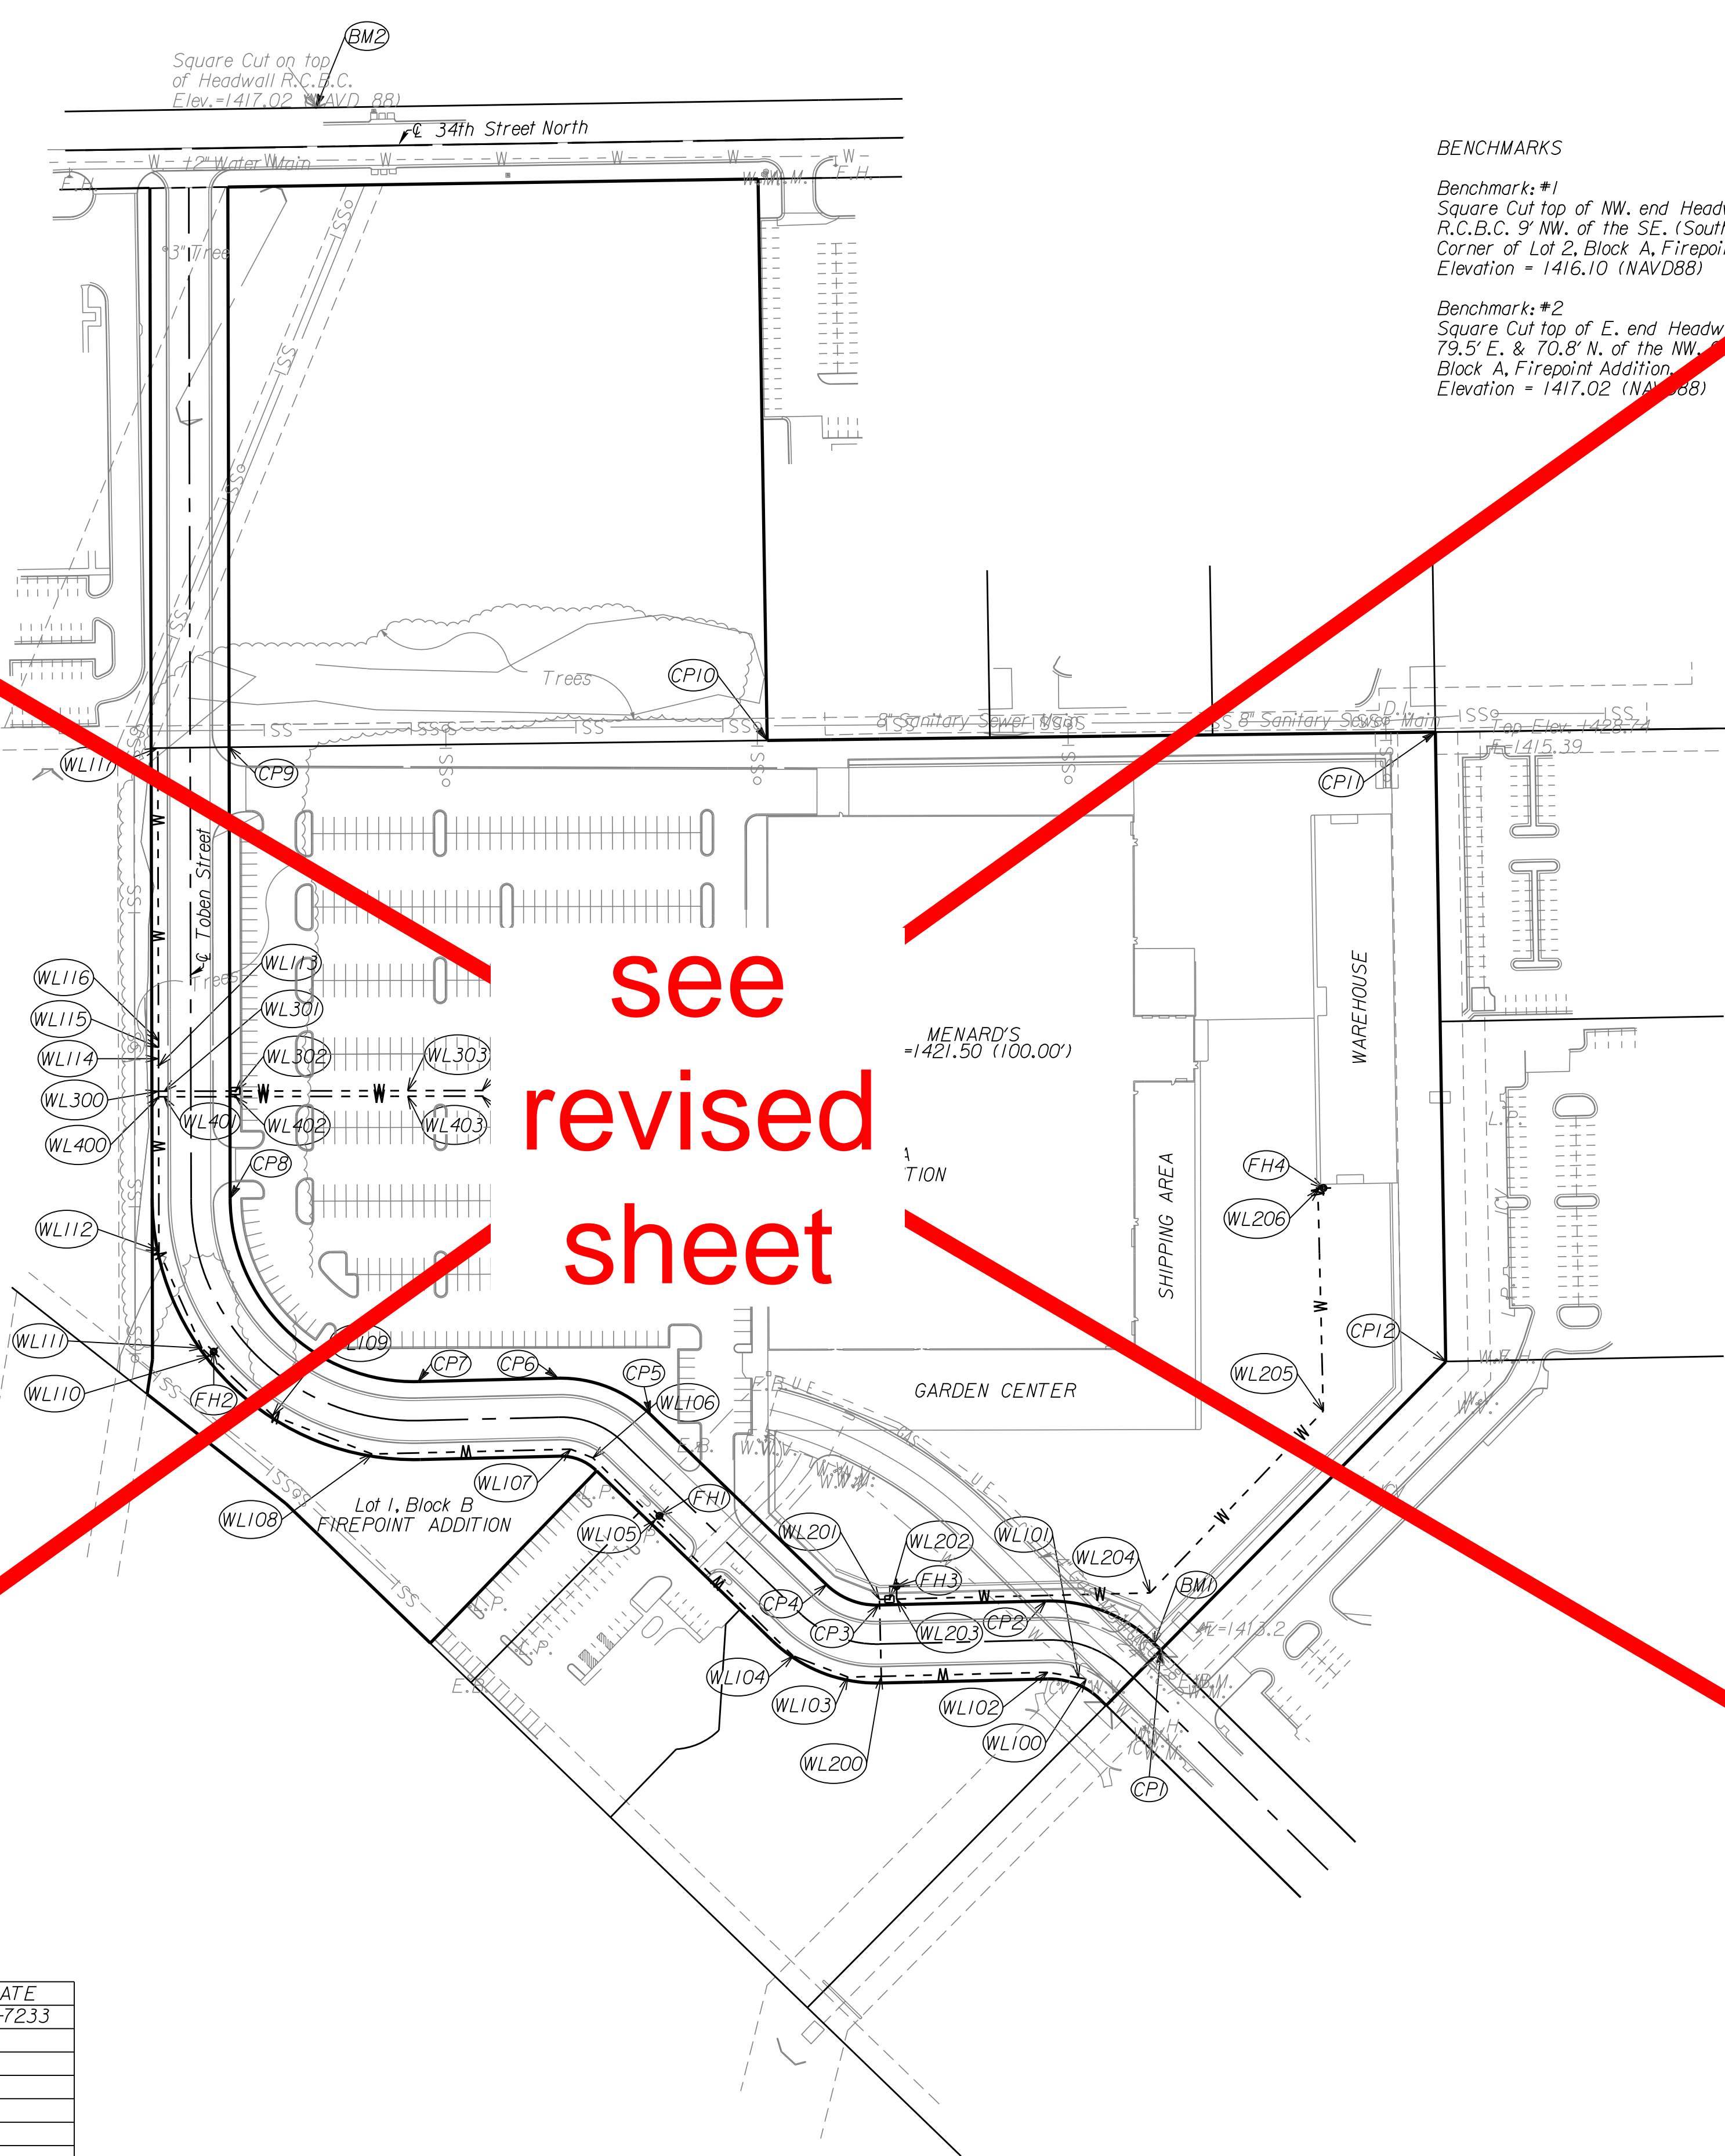 BM2
Square Cut on top
of Headwall R.C.B.C.
Elev.=1417.02 (NAVD 88)
℄ 34th Street North
12" Water Main
F.H.
W.M.
F.H.
3" Tree
BENCHMARKS
Benchmark: #1
Square Cut top of NW. end
R.C.B.C. 9' NW. of the SE.
Corner of Lot 2, Block A,
Elevation = 1416.10 (NAVD88)
Benchmark: #2
Square Cut top of E. end
79.5' E. & 70.8' N. of the NW.
Block A, Firepoint Addition.
Elevation = 1417.02
Trees
CP10
8" Sanitary Sewer Main
8" Sanitary Sewer Main
D.I.
Top Elev. 1428.74
1415.39
WL117
CP9
CP11
℄ Toben Street
WL116
WL113
Trees
WL115
WL301
WL114
WL302
WL303
WL300
WL401
WL402
WL403
WL400
CP8
WL112
see
revised
sheet
MENARD'S
=1421.50 (100.00')
TION
WAREHOUSE
SHIPPING AREA
FH4
WL206
L.P.
CP12
WL205
GARDEN CENTER
WL111
WL110
FH2
WL109
CP7
CP6
CP5
WL106
E.B.
WL107
WL108
Lot 1, Block B
FIREPOINT ADDITION
WL105
FH1
L.P.
L.P.
L.P.
E.B.
WL201
WL202
FH3
WL101
WL204
BM1
CP4
CP3
WL203
CP2
WL104
WL103
WL102
WL100
WL200
CP1
ATE
-7233